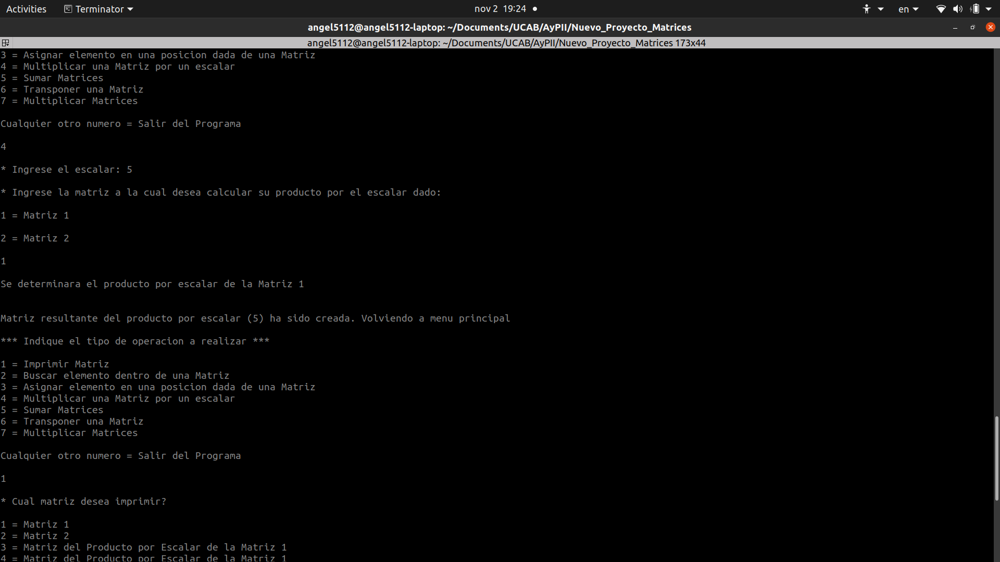 Activities Terminator nov 2 19:24 en
angel5112@angel5112-laptop: ~/Documents/UCAB/AyPII/Nuevo_Proyecto_Matrices
angel5112@angel5112-laptop: ~/Documents/UCAB/AyPII/Nuevo_Proyecto_Matrices 173x44
3 = Asignar elemento en una posicion dada de una Matriz
4 = Multiplicar una Matriz por un escalar
5 = Sumar Matrices
6 = Transponer una Matriz
7 = Multiplicar Matrices
Cualquier otro numero = Salir del Programa
4
* Ingrese el escalar: 5
* Ingrese la matriz a la cual desea calcular su producto por el escalar dado:
1 = Matriz 1
2 = Matriz 2
1
Se determinara el producto por escalar de la Matriz 1
Matriz resultante del producto por escalar (5) ha sido creada. Volviendo a menu principal
*** Indique el tipo de operacion a realizar ***
1 = Imprimir Matriz
2 = Buscar elemento dentro de una Matriz
3 = Asignar elemento en una posicion dada de una Matriz
4 = Multiplicar una Matriz por un escalar
5 = Sumar Matrices
6 = Transponer una Matriz
7 = Multiplicar Matrices
Cualquier otro numero = Salir del Programa
1
* Cual matriz desea imprimir?
1 = Matriz 1
2 = Matriz 2
3 = Matriz del Producto por Escalar de la Matriz 1
4 = Matriz del Producto por Escalar de la Matriz 1